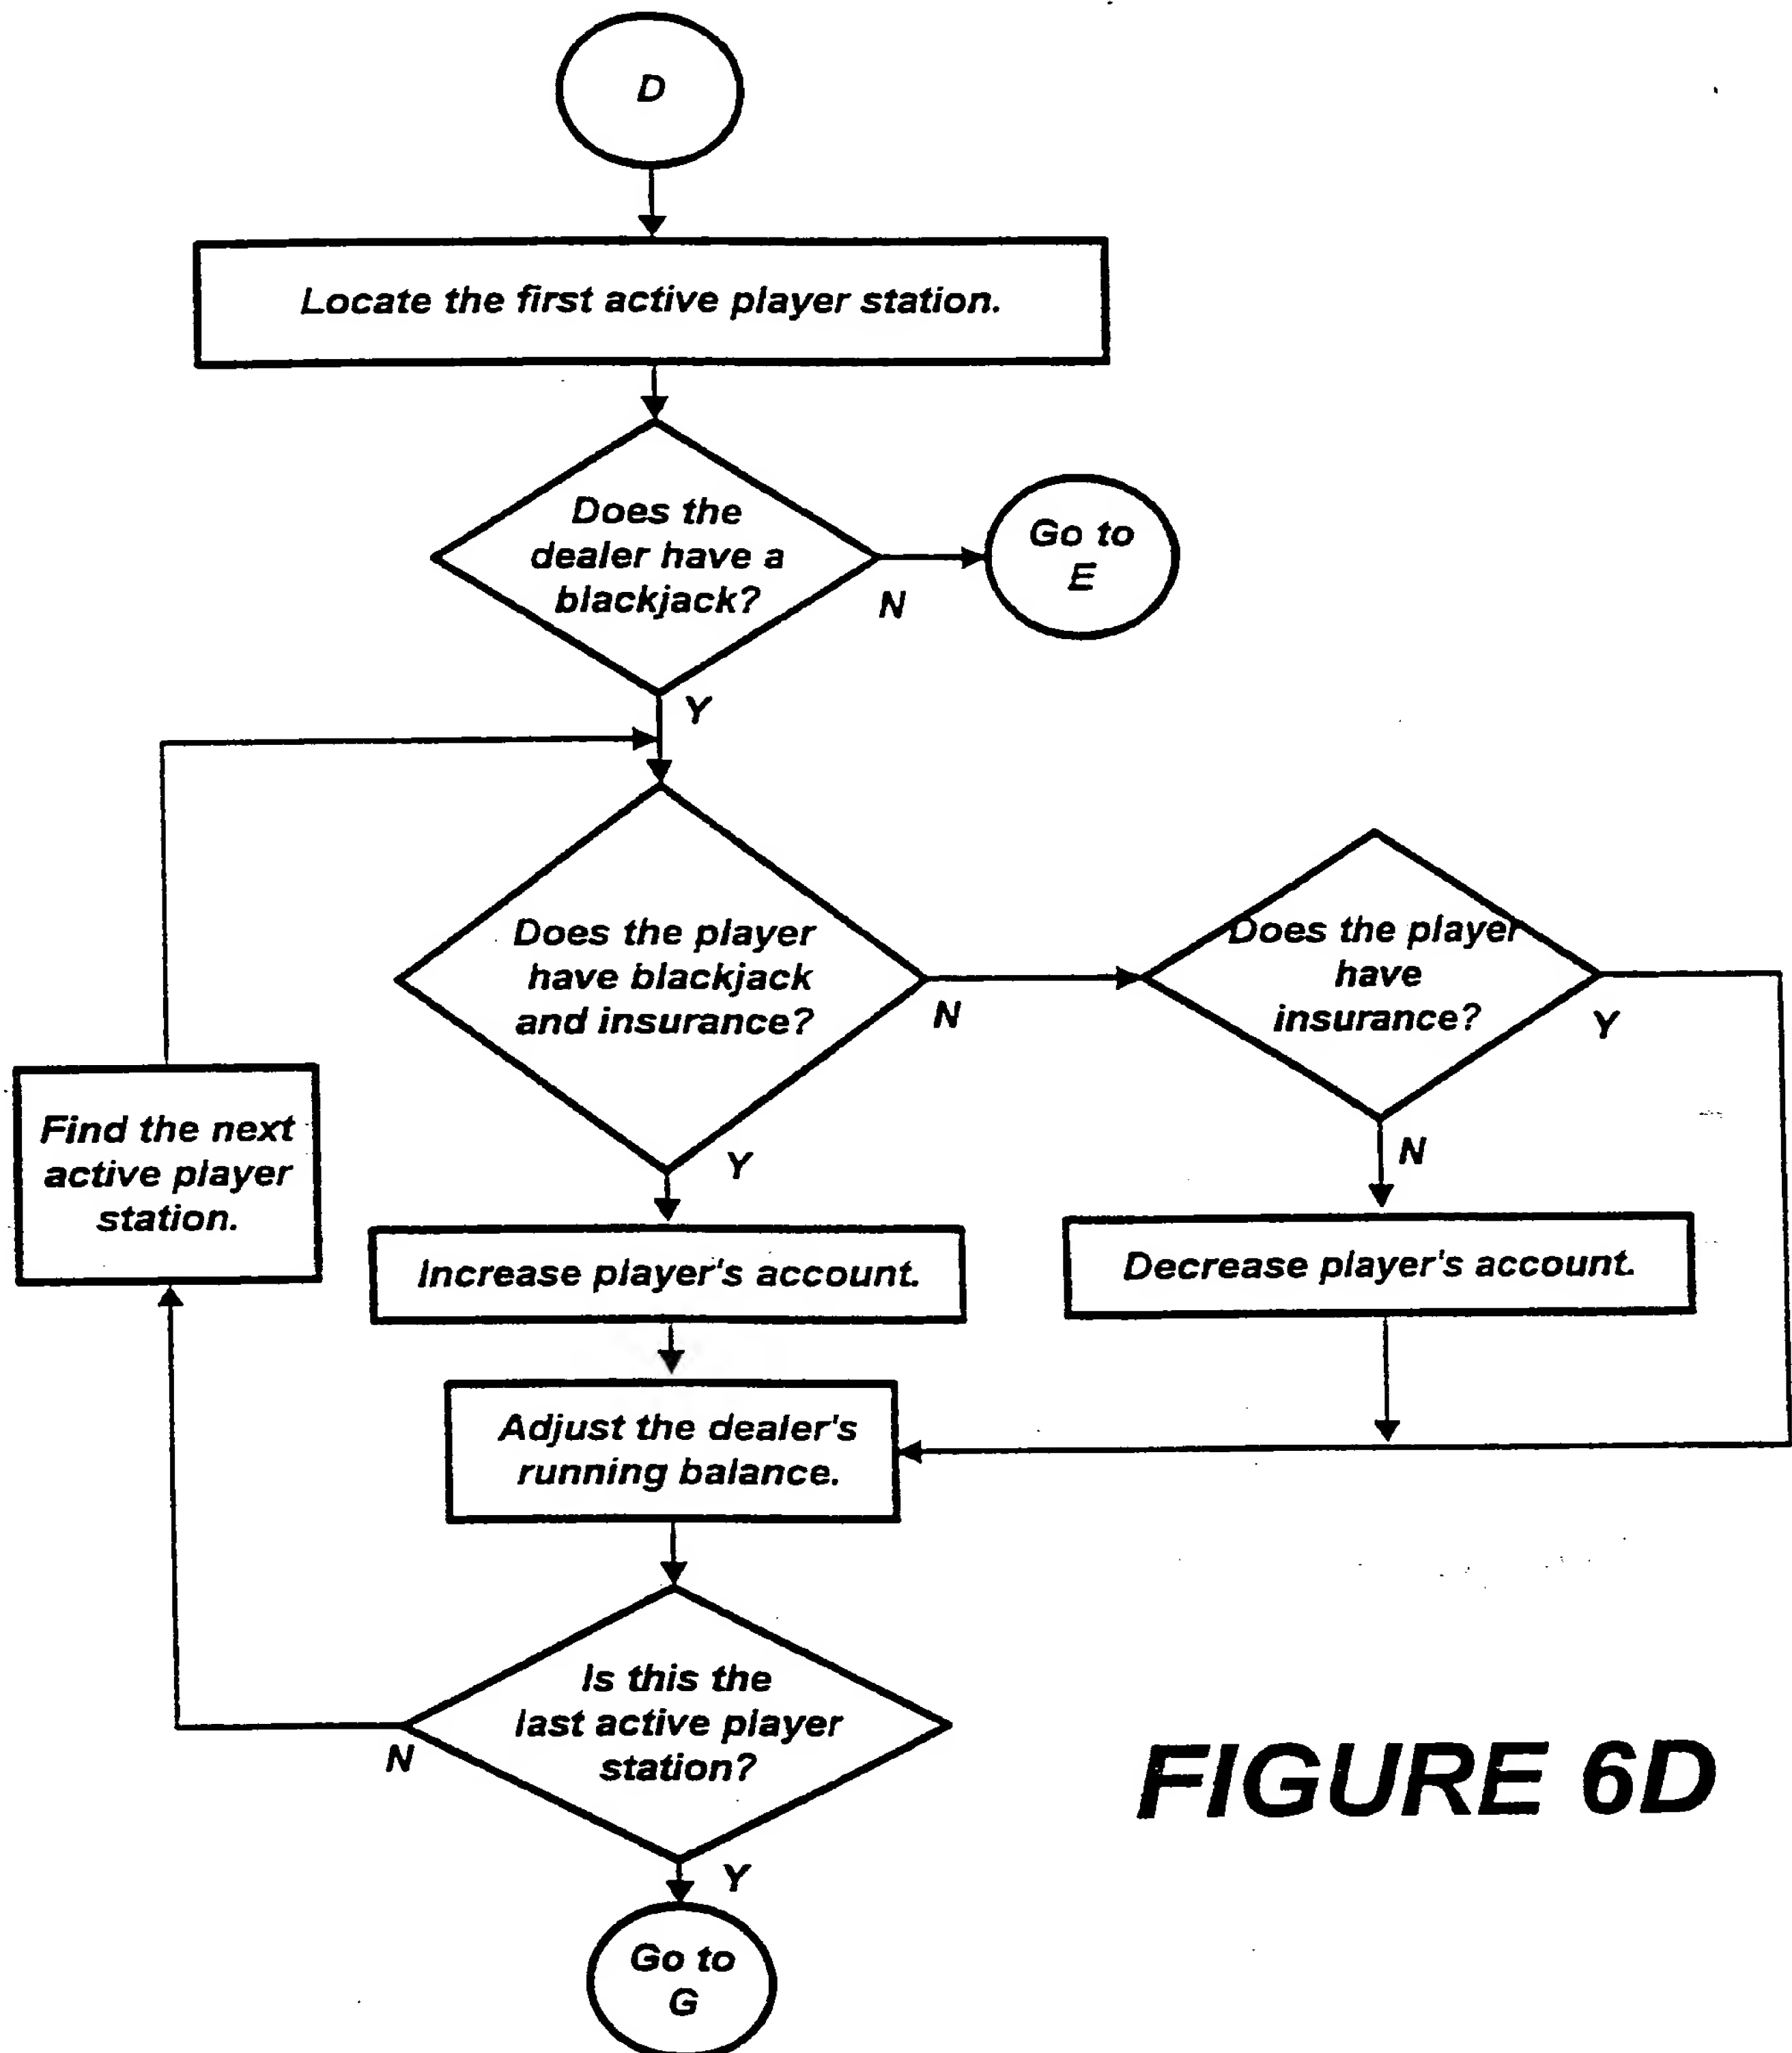 D
Locate the first active player station.
Does the
dealer have a
blackjack?
Go to
E
N
Y
Does the player
have blackjack
and insurance?
N
Does the player
have
insurance?
Y
Find the next
active player
station.
Y
N
Increase player's account.
Decrease player's account.
Adjust the dealer's
running balance.
Is this the
last active player
station?
N
Y
Go to
G
FIGURE 6D